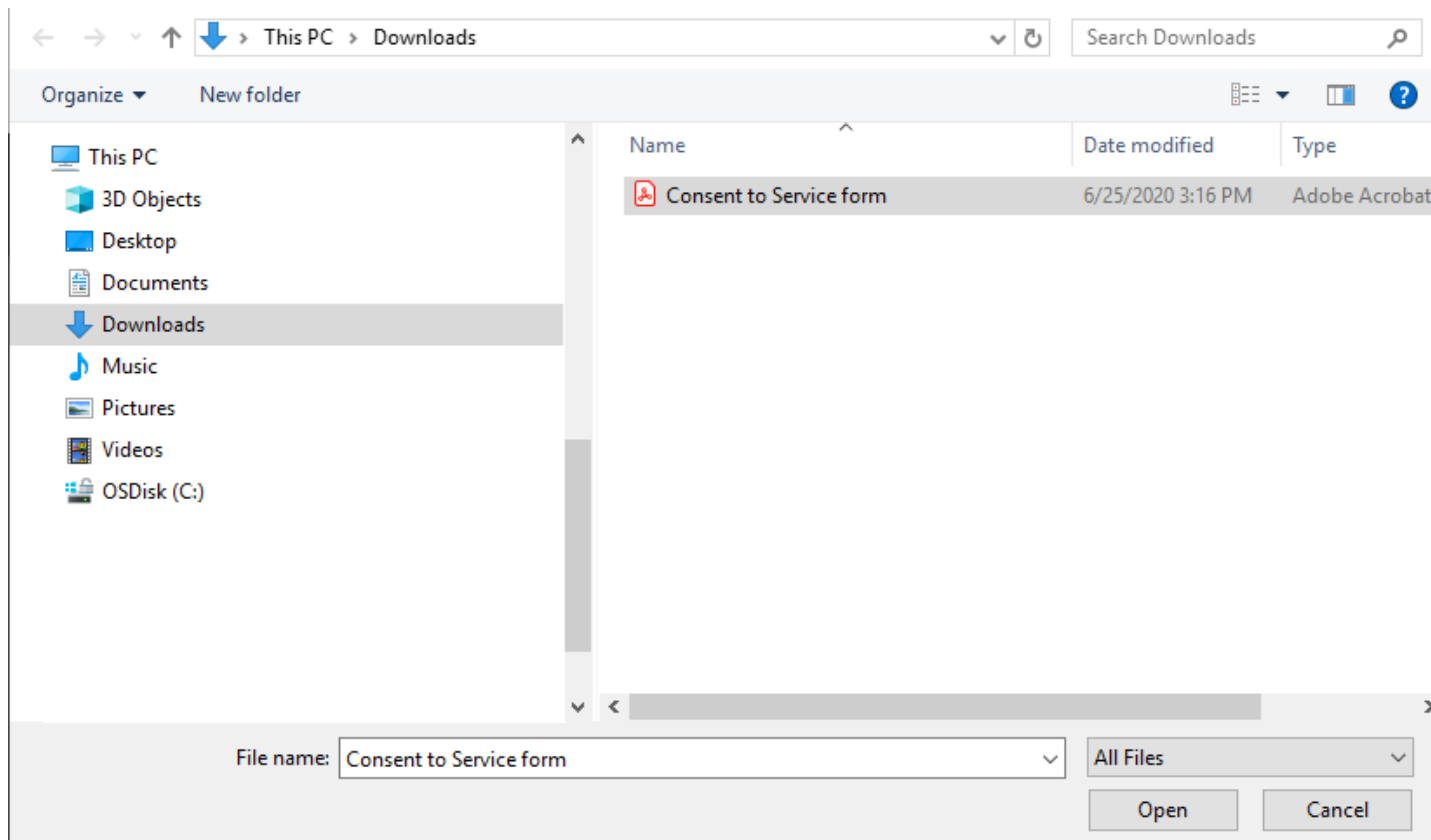 This PC > Downloads
Search Downloads
Organize
New folder
?
This PC
3D Objects
Desktop
Documents
Downloads
Music
Pictures
Videos
OSDisk (C:)
Name
Date modified
Type
Consent to Service form
6/25/2020 3:16 PM
Adobe Acrobat
File name:
Consent to Service form
All Files
Open
Cancel